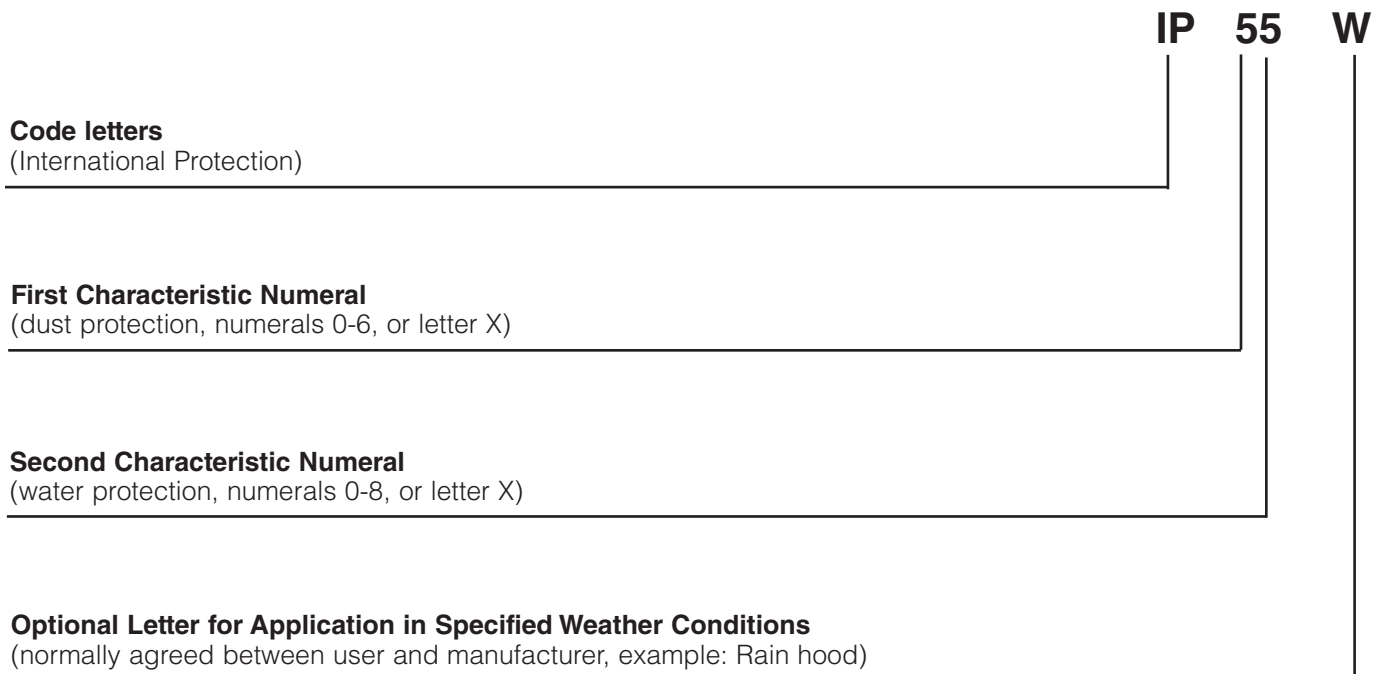 IP 55 W
Code letters
(International Protection)
First Characteristic Numeral
(dust protection, numerals 0-6, or letter X)
Second Characteristic Numeral
(water protection, numerals 0-8, or letter X)
Optional Letter for Application in Specified Weather Conditions
(normally agreed between user and manufacturer, example: Rain hood)